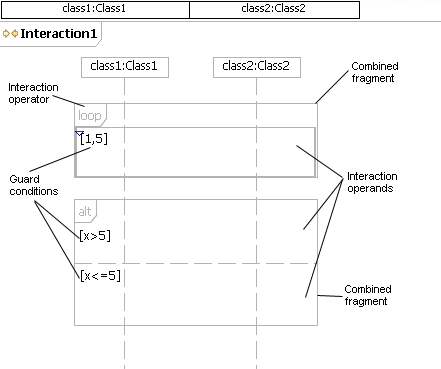 class1:Class1 class2:Class2
Interaction1
class1:Class1 class2:Class2
Combined
fragment
Interaction
operator
loop
[1,5]
Guard
conditions
Interaction
operands
alt
[x>5]
[x<=5]
Combined
fragment